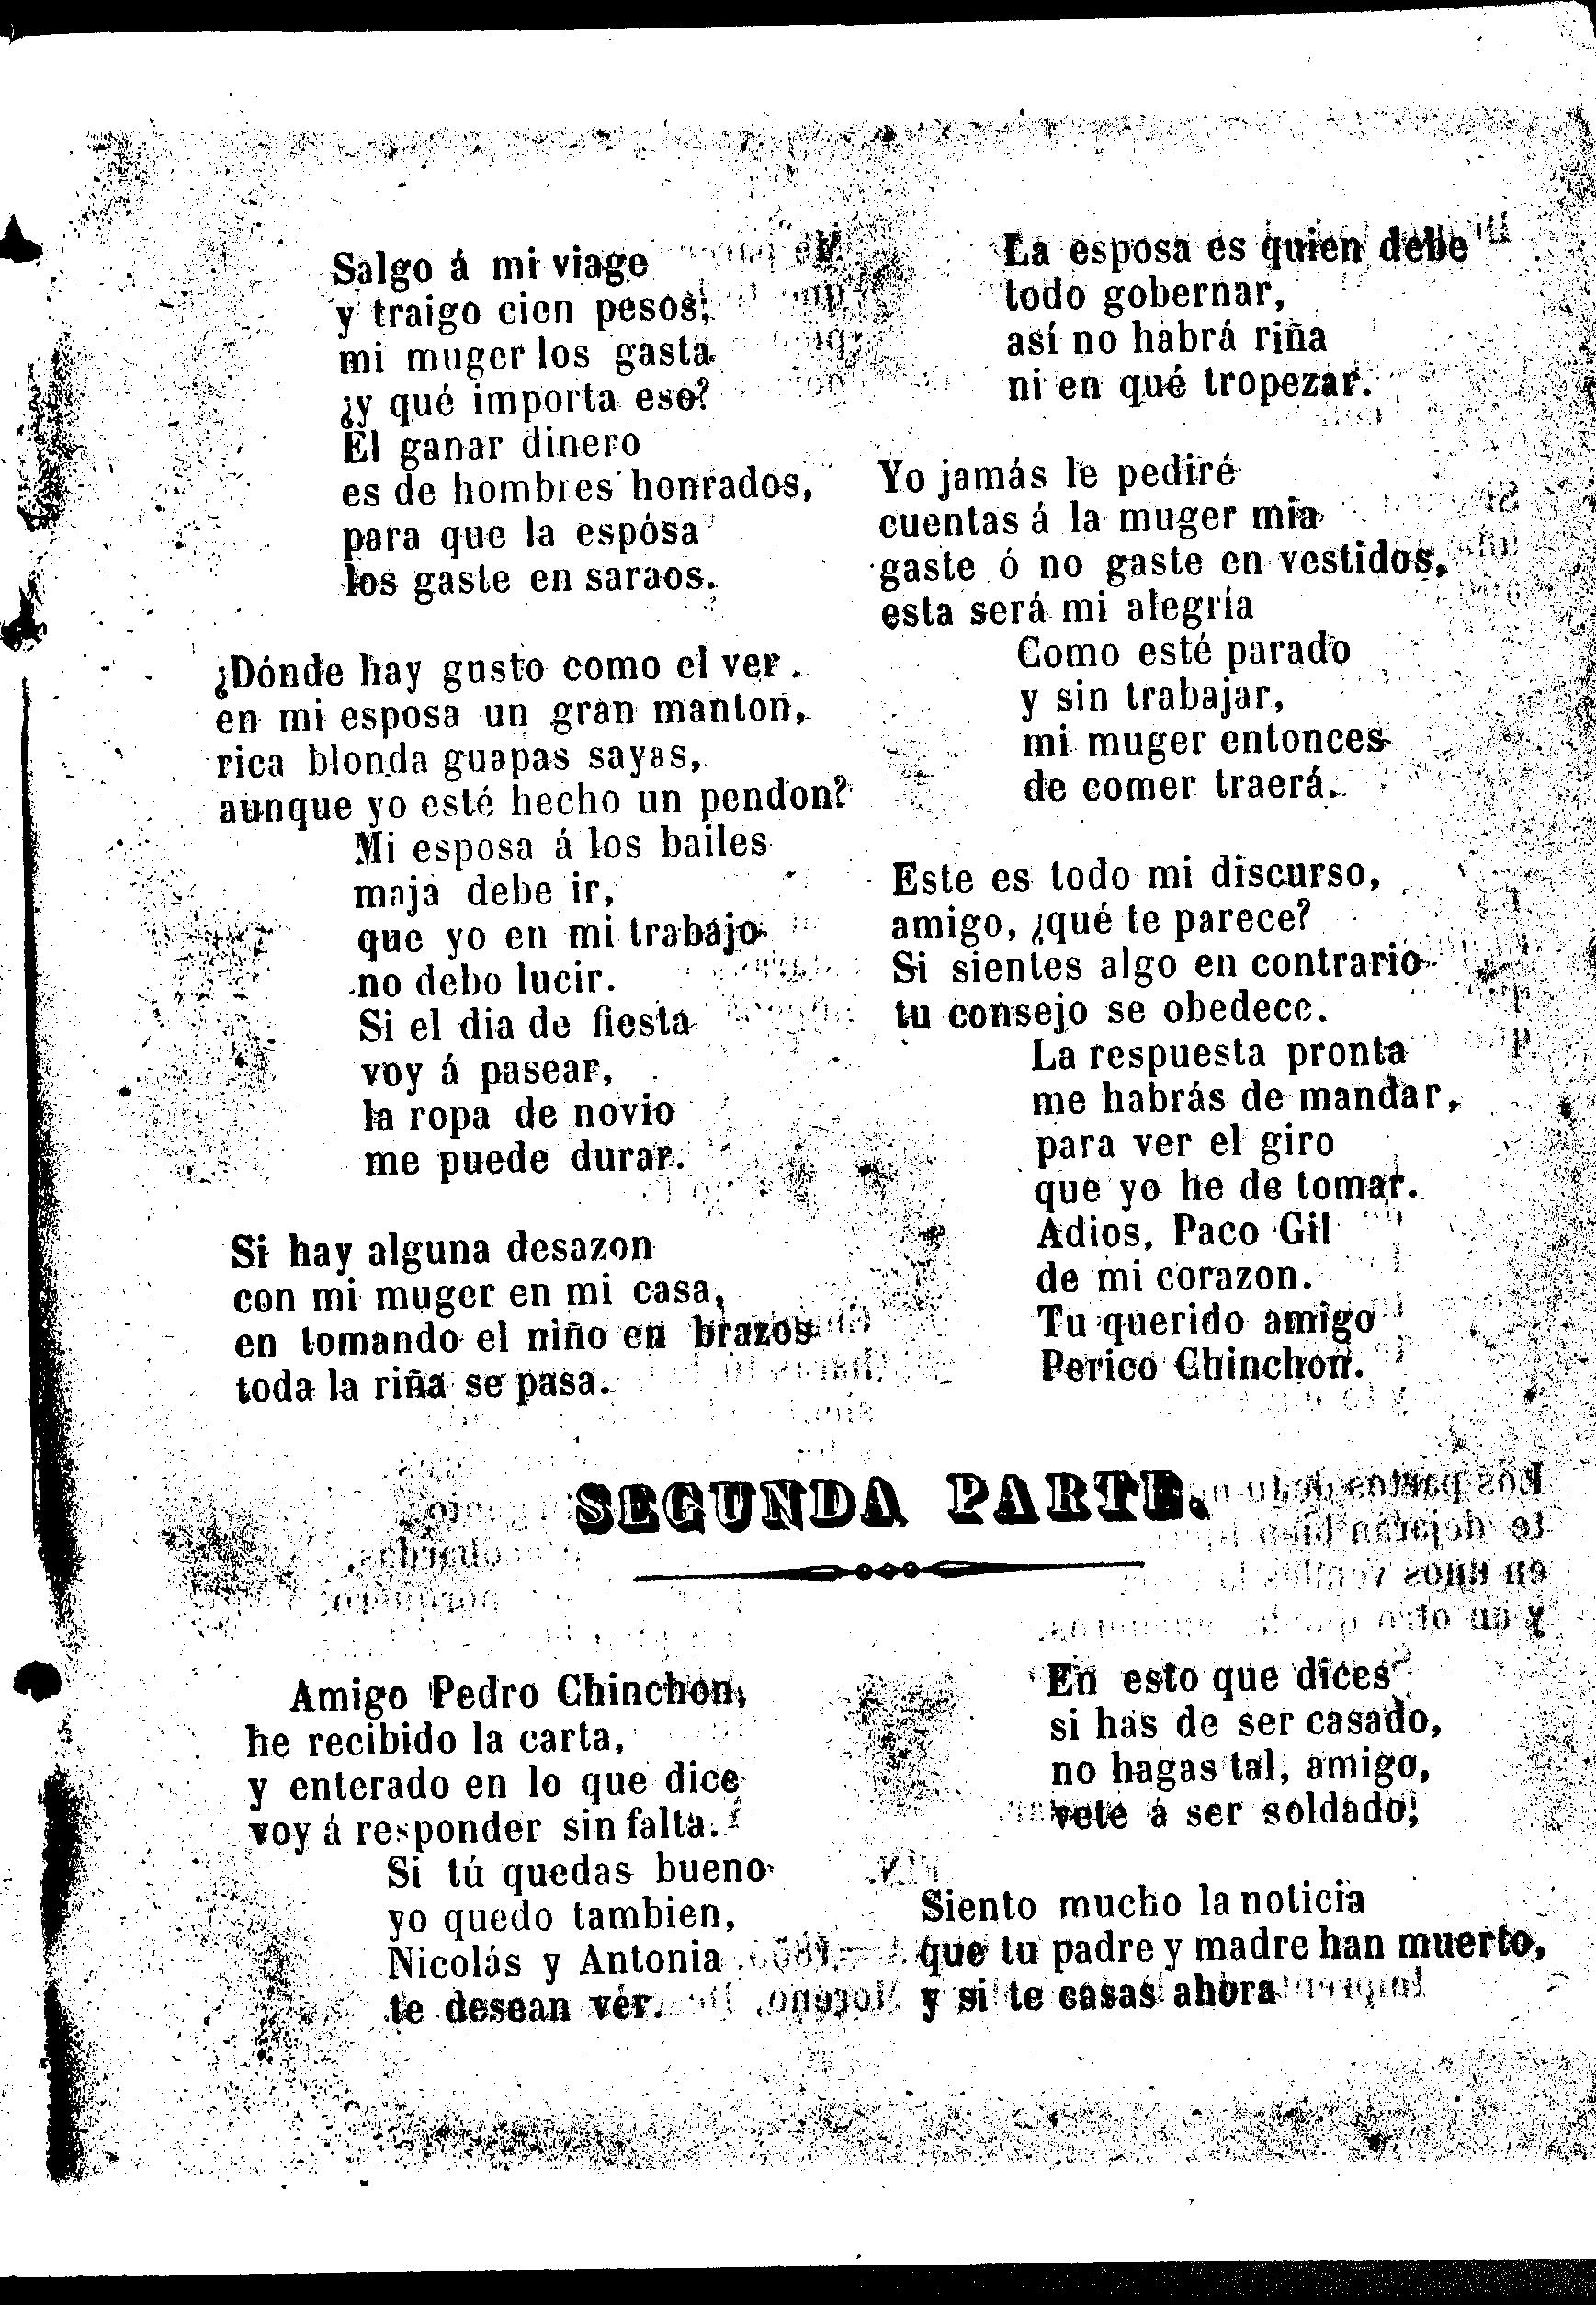 Salgo á mi viage
y traigo cien pesos;
mi muger los gasta
¿y qué importa eso?
El ganar dinero
es de hombres honrados,
para que la espósa
los gaste en saraos.
¿Dónde hay gusto como el ver
en mi esposa un gran manton,
rica blonda guapas sayas,
aunque yo esté hecho un pendon?
Mi esposa á los bailes
maja debe ir,
que yo en mi trabajo
no debo lucir.
Si el dia de fiesta
voy á pasear,
la ropa de novio
me puede durar.
Si hay alguna desazon
con mi muger en mi casa,
en tomando el niño en brazos
toda la riña se pasa.
La esposa es quien debe
todo gobernar,
así no habrá riña
ni en qué tropezar.
Yo jamás le pediré
cuentas á la muger mia
gaste ó no gaste en vestidos,
esta será mi alegría
Como esté parado
y sin trabajar,
mi muger entonces
de comer traerá.
Este es todo mi discurso,
amigo, ¿qué te parece?
Si sientes algo en contrario
tu consejo se obedece.
La respuesta pronta
me habrás de mandar,
para ver el giro
que yo he de tomar.
Adios, Paco Gil
de mi corazon.
Tu querido amigo
Perico Chinchon.
SEGUNDA PARTE.
Amigo Pedro Chinchon,
he recibido la carta,
y enterado en lo que dice
voy á responder sin falta.
Si tú quedas bueno
yo quedo tambien,
Nicolás y Antonia
te desean vér.
En esto que dices
si has de ser casado,
no hagas tal, amigo,
vete á ser soldado;
Siento mucho la noticia
que tu padre y madre han muerto,
y si te casas ahora